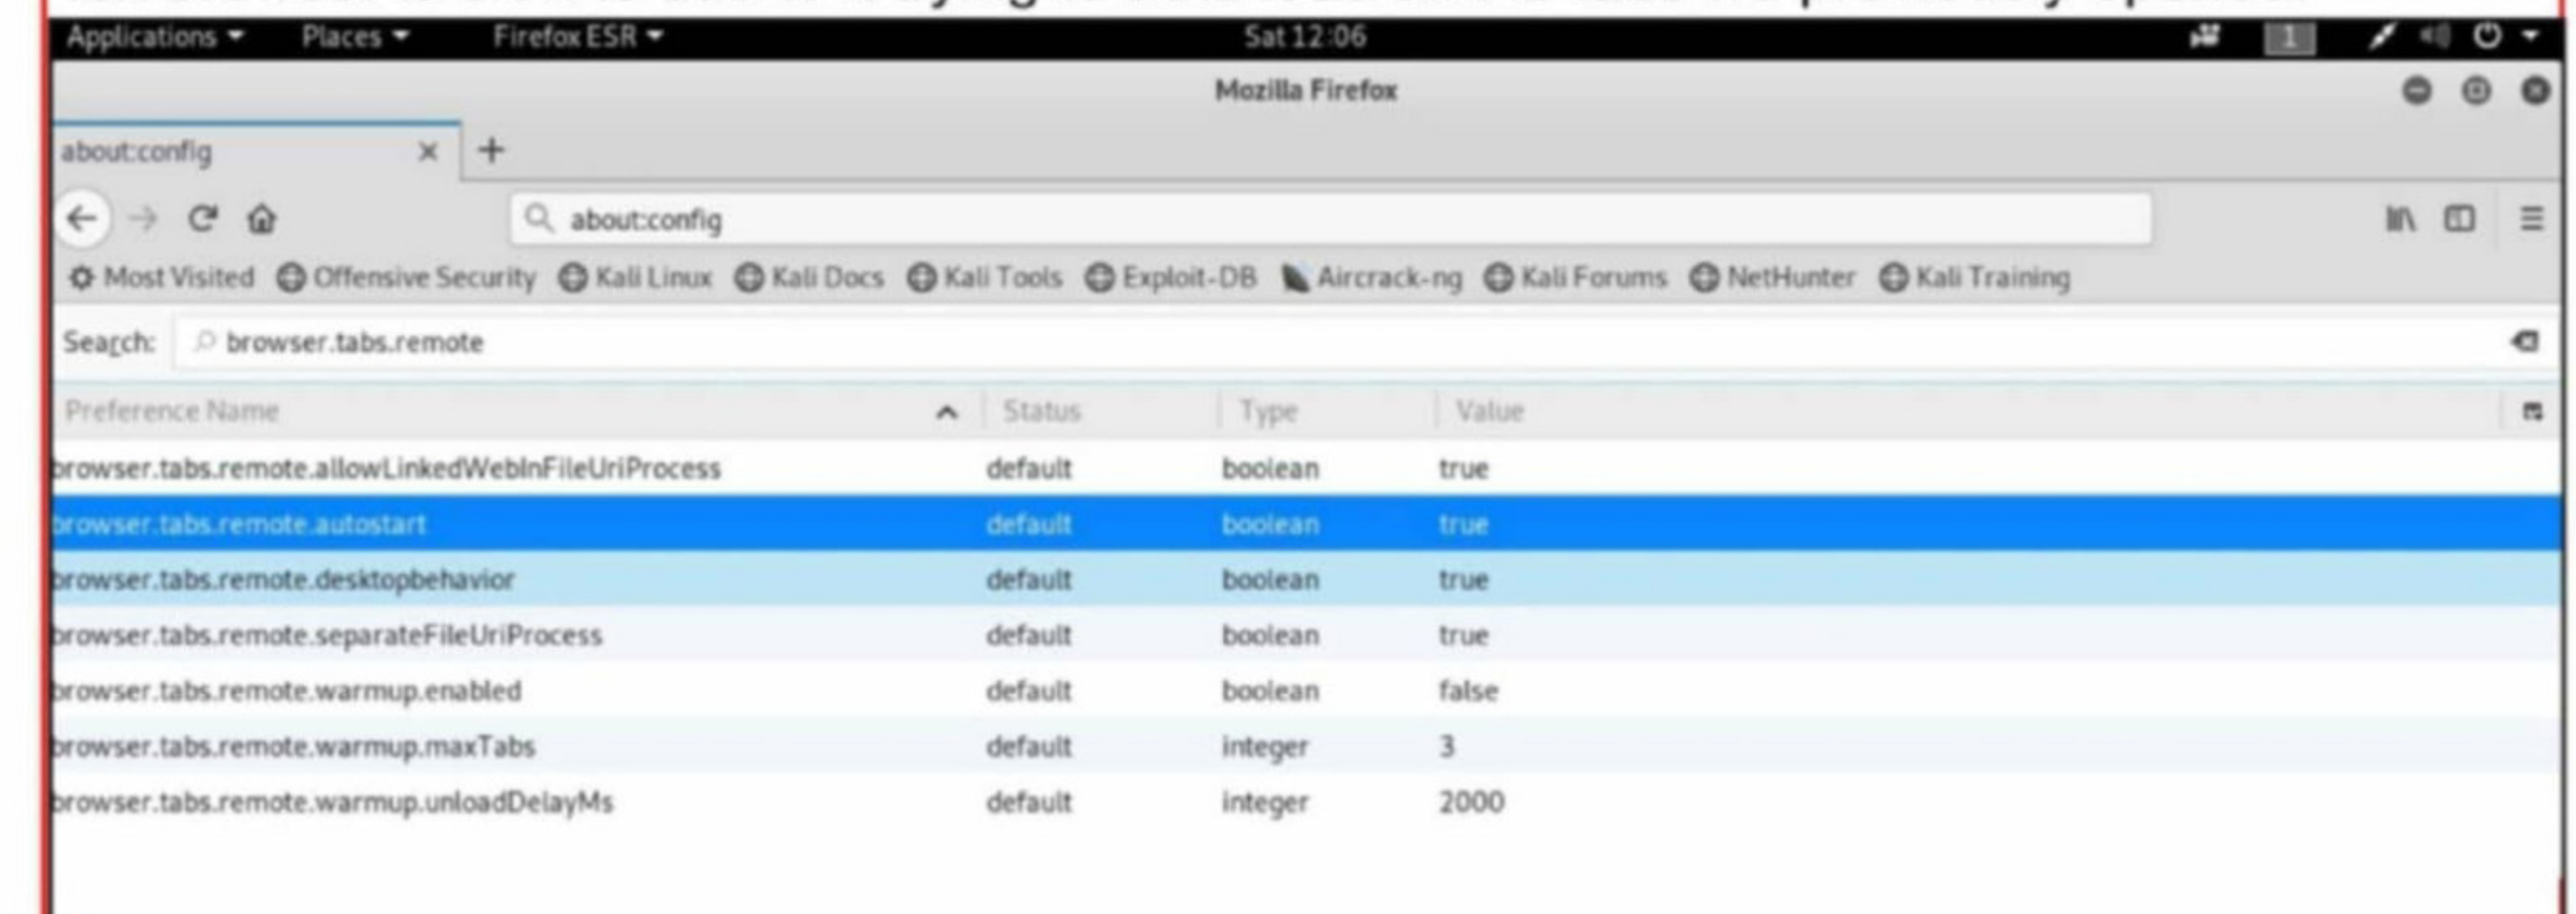 Applications Places Firefox ESR Sat 12:06 1
Mozilla Firefox
about:config
about:config
Most Visited Offensive Security Kali Linux Kali Docs Kali Tools Exploit-DB Aircrack-ng Kali Forums NetHunter Kali Training
Search: browser.tabs.remote
Preference Name Status Type Value
browser.tabs.remote.allowLinkedWebInFileUriProcess default boolean true
browser.tabs.remote.autostart default boolean true
browser.tabs.remote.desktopbehavior default boolean true
browser.tabs.remote.separateFileUriProcess default boolean true
browser.tabs.remote.warmup.enabled default boolean false
browser.tabs.remote.warmup.maxTabs default integer 3
browser.tabs.remote.warmup.unloadDelayMs default integer 2000